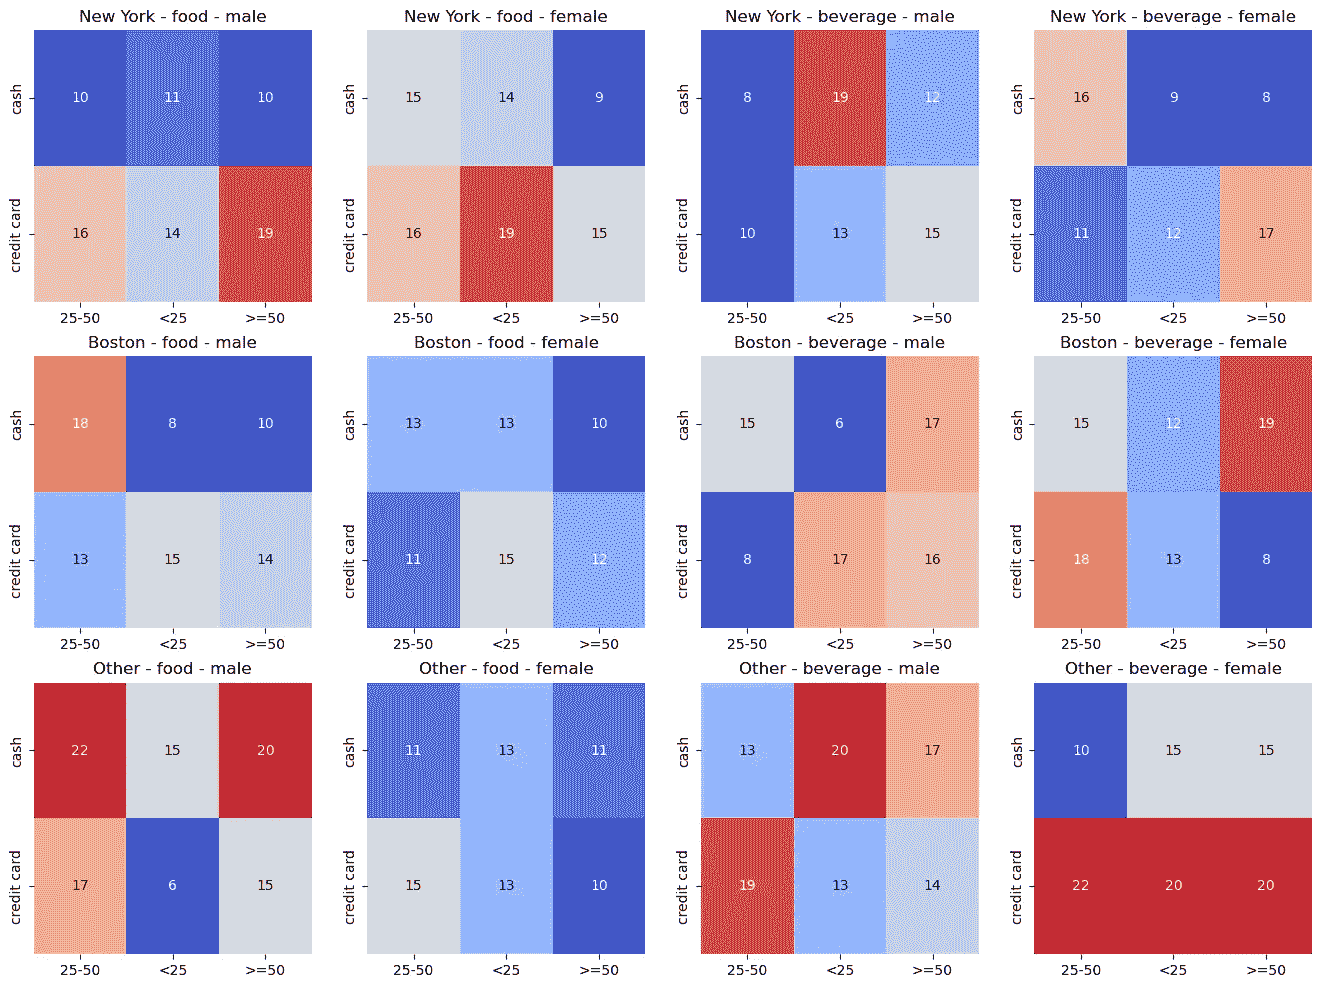 New York - food - male
New York - food - female
New York - beverage - male
New York - beverage - female
cash
10 11 10
credit card
16 14 19
25-50 <25 >=50
cash
15 14 9
credit card
16 19 15
25-50 <25 >=50
cash
8 19 12
credit card
10 13 15
25-50 <25 >=50
cash
16 9 8
credit card
11 12 17
25-50 <25 >=50
Boston - food - male
Boston - food - female
Boston - beverage - male
Boston - beverage - female
cash
18 8 10
credit card
13 15 14
25-50 <25 >=50
cash
13 13 10
credit card
11 15 12
25-50 <25 >=50
cash
15 6 17
credit card
8 17 16
25-50 <25 >=50
cash
15 12 19
credit card
18 13 8
25-50 <25 >=50
Other - food - male
Other - food - female
Other - beverage - male
Other - beverage - female
cash
22 15 20
credit card
17 6 15
25-50 <25 >=50
cash
11 13 11
credit card
15 13 10
25-50 <25 >=50
cash
13 20 17
credit card
19 13 14
25-50 <25 >=50
cash
10 15 15
credit card
22 20 20
25-50 <25 >=50